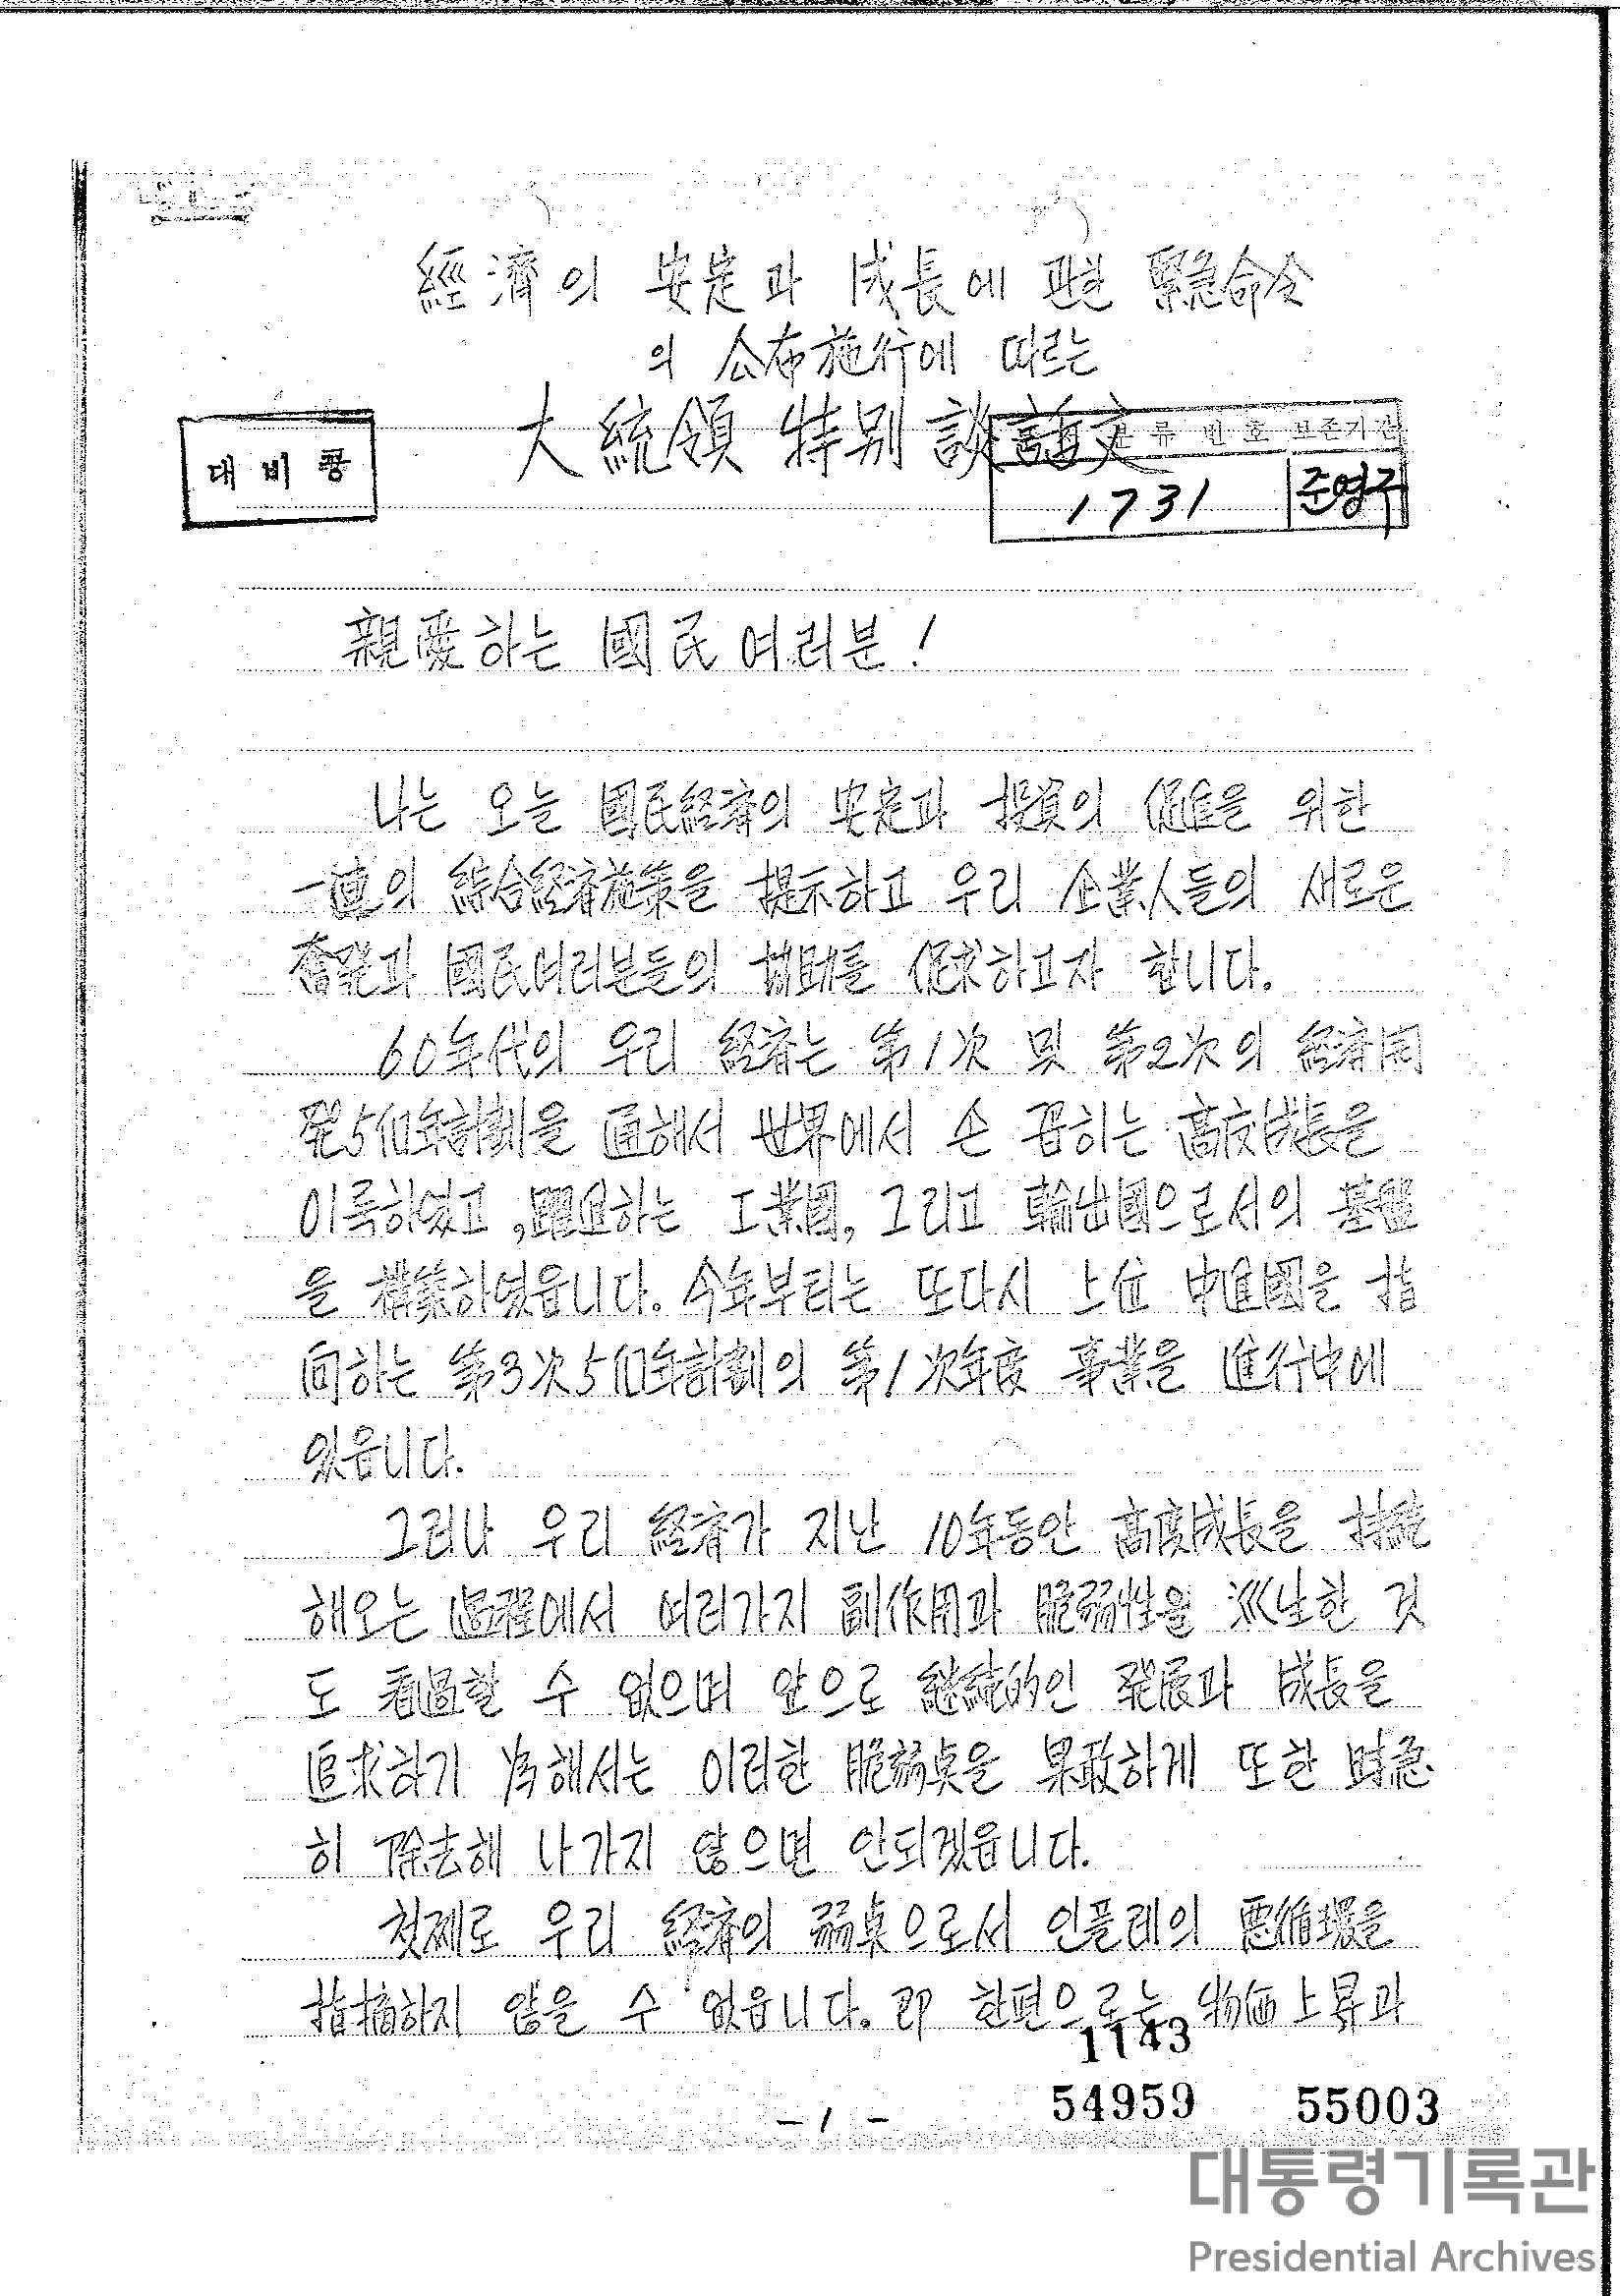 經濟의 安定과 成長에 관한 緊急命令
의 公布施行에 따르는
大統領 特別談話文
대 비 공
분 류 번 호 보존기간
1731 준영구
親愛하는 國民여러분!
나는 오늘 國民経済의 安定과 投資의 促進을 위한
一連의 綜合経済施策을 提示하고 우리 企業人들의 새로운
奮発과 國民여러분들의 協助를 促求하고자 합니다.
60年代의 우리 経済는 第1次 및 第2次의 経済開
発5個年計劃을 通해서 世界에서 손 꼽히는 高度成長을
이룩하였고, 躍進하는 工業國, 그리고 輸出國으로서의 基盤
을 構築하였읍니다. 今年부터는 또다시 上位 中進國을 指
向하는 第3次5個年計劃의 第1次年度 事業을 進行中에
있읍니다.
그러나 우리 経済가 지난 10年동안 高度成長을 持続
해오는 過程에서 여러가지 副作用과 脆弱性을 派生한 것
도 看過할 수 없으며 앞으로 継続的인 発展과 成長을
追求하기 為해서는 이러한 脆弱点을 果敢하게 또한 時急
히 除去해 나가지 않으면 안되겠읍니다.
첫째로 우리 経済의 弱点으로서 인플레의 悪循環을
指摘하지 않을 수 없읍니다. 即 한편으로는 物価上昇과
1143
- 1 -
54959 55003
대통령기록관
Presidential Archives